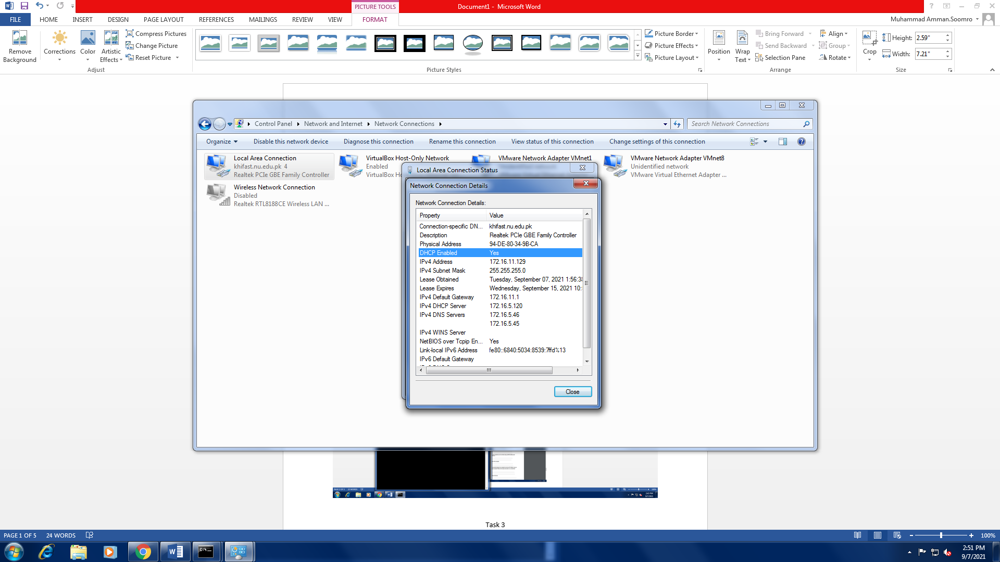 PICTURE TOOLS
Document1 - Microsoft Word
FILE HOME INSERT DESIGN PAGE LAYOUT REFERENCES MAILINGS REVIEW VIEW FORMAT
Muhammad Amman.Soomro
Remove Background
Corrections
Color
Artistic Effects
Compress Pictures
Change Picture
Reset Picture
Adjust
Picture Styles
Picture Border
Picture Effects
Picture Layout
Position
Wrap Text
Bring Forward
Send Backward
Selection Pane
Align
Group
Rotate
Arrange
Crop
Height: 2.59"
Width: 7.21"
Size
Control Panel Network and Internet Network Connections
Search Network Connections
Organize Disable this network device Diagnose this connection Rename this connection View status of this connection Change settings of this connection
Local Area Connection
khifast.nu.edu.pk 4
Realtek PCIe GBE Family Controller
VirtualBox Host-Only Network
Enabled
VMware Network Adapter VMnet1
VMware Network Adapter VMnet8
Unidentified network
VMware Virtual Ethernet Adapter ...
Wireless Network Connection
Disabled
Realtek RTL8188CE Wireless LAN ...
Local Area Connection Status
Network Connection Details
Network Connection Details:
Property Value
Connection-specific DN... khifast.nu.edu.pk
Description Realtek PCIe GBE Family Controller
Physical Address 94-DE-80-34-9B-CA
DHCP Enabled Yes
IPv4 Address 172.16.11.129
IPv4 Subnet Mask 255.255.255.0
Lease Obtained Tuesday, September 07, 2021 1:56:38
Lease Expires Wednesday, September 15, 2021 10:
IPv4 Default Gateway 172.16.11.1
IPv4 DHCP Server 172.16.5.120
IPv4 DNS Servers 172.16.5.46
172.16.5.45
IPv4 WINS Server
NetBIOS over Tcpip En... Yes
Link-local IPv6 Address fe80::6840:5034:8539:7ffd%13
IPv6 Default Gateway
Close
Task 3
PAGE 1 OF 5 24 WORDS
100%
2:51 PM
9/7/2021